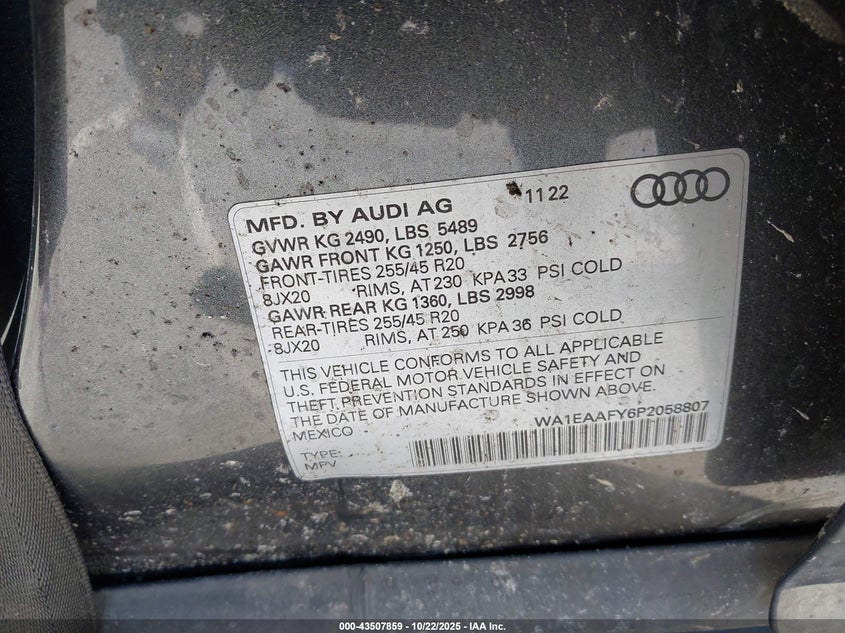 MFD. BY AUDI AG 11 22
GVWR KG 2490, LBS 5489
GAWR FRONT KG 1250, LBS 2756
FRONT-TIRES 255/45 R20
8JX20 RIMS, AT 230 KPA 33 PSI COLD
GAWR REAR KG 1360, LBS 2998
REAR-TIRES 255/45 R20
8JX20 RIMS, AT 250 KPA 36 PSI COLD
THIS VEHICLE CONFORMS TO ALL APPLICABLE
U.S. FEDERAL MOTOR VEHICLE SAFETY AND
THEFT PREVENTION STANDARDS IN EFFECT ON
THE DATE OF MANUFACTURE SHOWN ABOVE.
MEXICO WA1EAAFY6P2058807
TYPE:
MPV
000-43507859 - 10/22/2025 - IAA Inc.